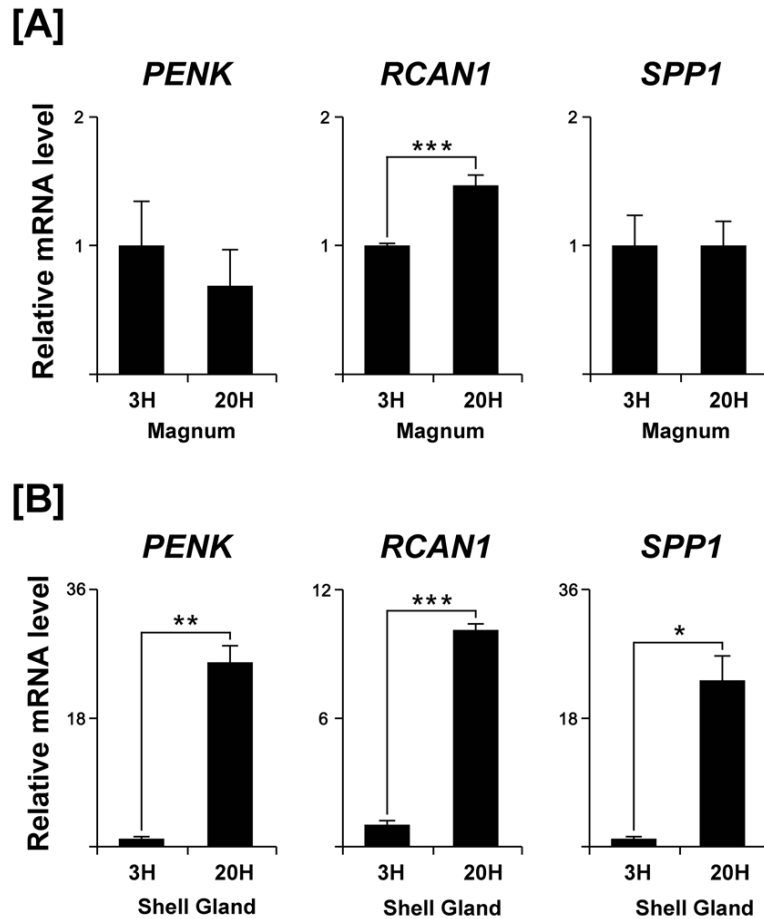 [A]
PENK RCAN1 SPP1
Relative mRNA level
2 2 2
***
1 1 1
3H 20H 3H 20H 3H 20H
Magnum Magnum Magnum
[B]
PENK RCAN1 SPP1
Relative mRNA level
36 12 36
** *** *
18 6 18
3H 20H 3H 20H 3H 20H
Shell Gland Shell Gland Shell Gland